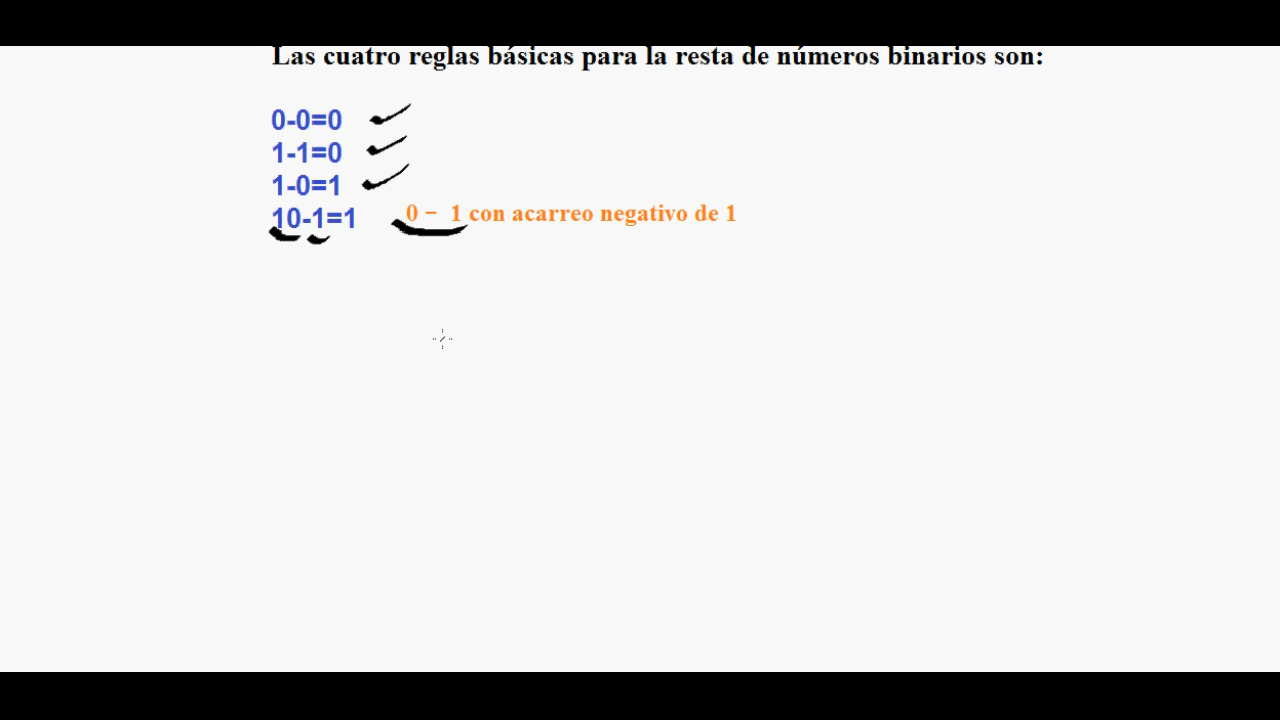 Las cuatro reglas básicas para la resta de números binarios son:
0-0=0
1-1=0
1-0=1
10-1=1 0 − 1 con acarreo negativo de 1